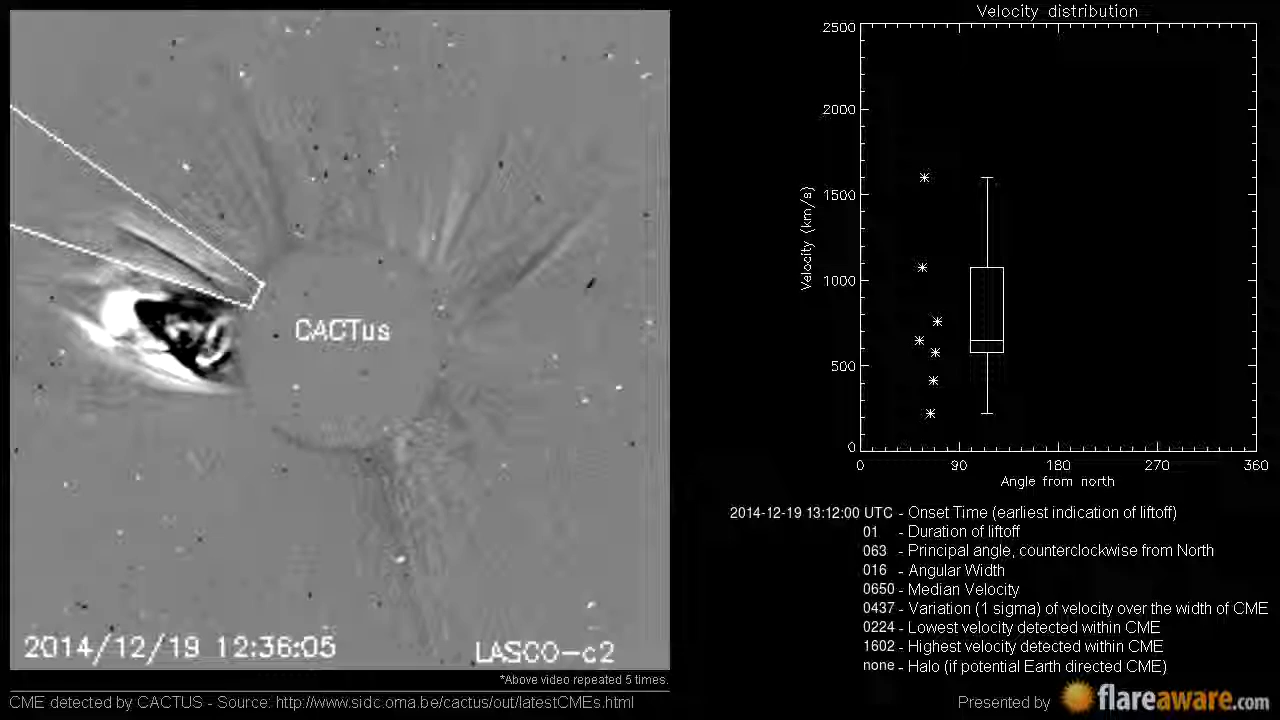 CACTus
2014/12/19 12:36:05
LASCO-c2
*Above video repeated 5 times.
CME detected by CACTUS - Source: http://www.sidc.oma.be/cactus/out/latestCMEs.html
Velocity distribution
Velocity (km/s)
2500
2000
1500
1000
500
0
0 90 180 270 360
Angle from north
2014-12-19 13:12:00 UTC - Onset Time (earliest indication of liftoff)
01 - Duration of liftoff
063 - Principal angle, counterclockwise from North
016 - Angular Width
0650 - Median Velocity
0437 - Variation (1 sigma) of velocity over the width of CME
0224 - Lowest velocity detected within CME
1602 - Highest velocity detected within CME
none - Halo (if potential Earth directed CME)
Presented by flareaware.com